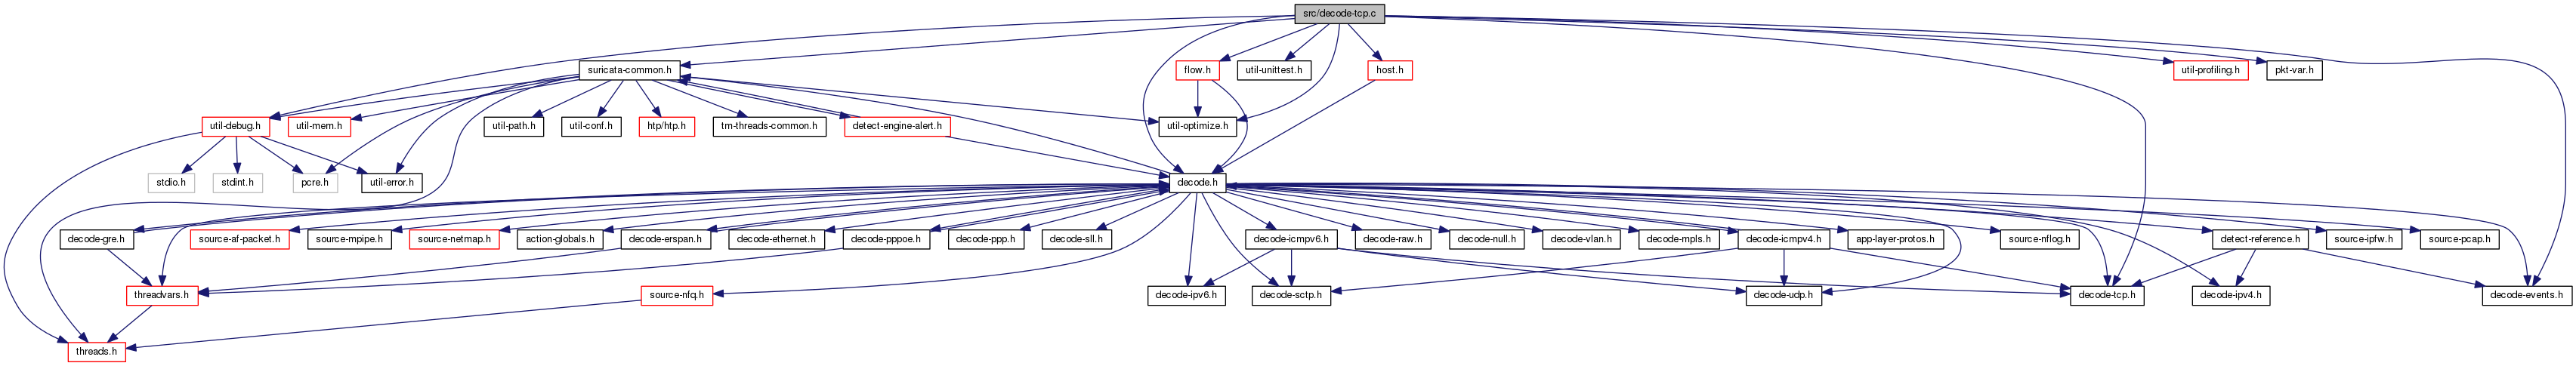 src/decode-tcp.c
suricata-common.h
flow.h
util-unittest.h
host.h
util-profiling.h
pkt-var.h
util-debug.h
util-mem.h
util-path.h
util-conf.h
htp/htp.h
tm-threads-common.h
detect-engine-alert.h
util-optimize.h
stdio.h
stdint.h
pcre.h
util-error.h
decode.h
decode-gre.h
source-af-packet.h
source-mpipe.h
source-netmap.h
action-globals.h
decode-erspan.h
decode-ethernet.h
decode-pppoe.h
decode-ppp.h
decode-sll.h
decode-icmpv6.h
decode-raw.h
decode-null.h
decode-vlan.h
decode-mpls.h
decode-icmpv4.h
app-layer-protos.h
source-nflog.h
detect-reference.h
source-ipfw.h
source-pcap.h
threadvars.h
source-nfq.h
decode-ipv6.h
decode-sctp.h
decode-udp.h
decode-tcp.h
decode-ipv4.h
decode-events.h
threads.h